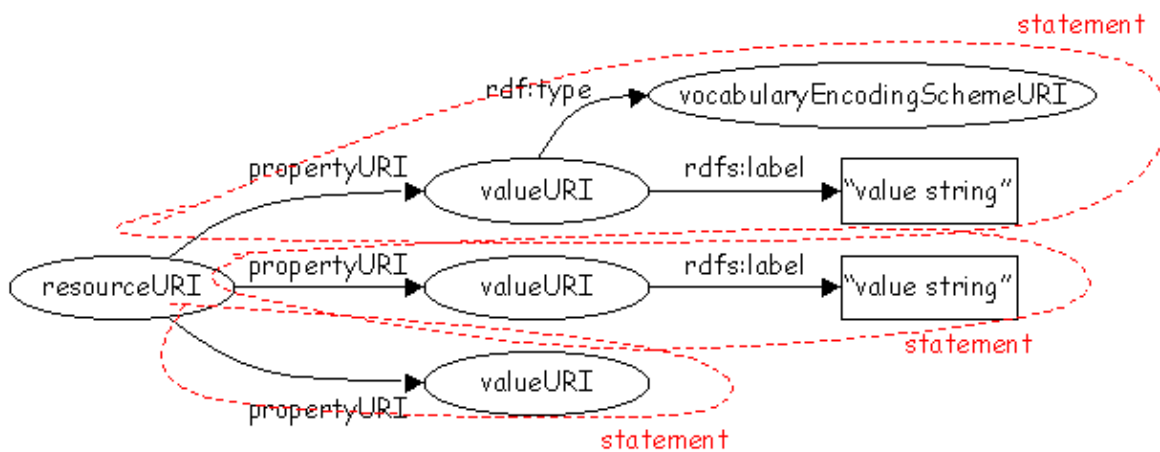 statement
rdf:type
vocabularyEncodingSchemeURI
propertyURI
valueURI
rdfs:label
"value string"
resourceURI
propertyURI
valueURI
rdfs:label
"value string"
statement
valueURI
propertyURI
statement